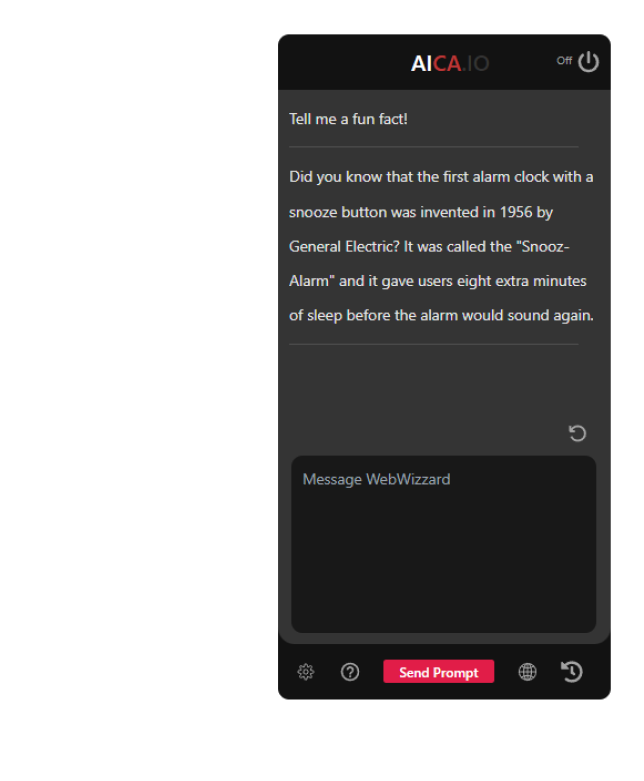 AICA.IO
Off
Tell me a fun fact!
Did you know that the first alarm clock with a
snooze button was invented in 1956 by
General Electric? It was called the "Snooz-
Alarm" and it gave users eight extra minutes
of sleep before the alarm would sound again.
Message WebWizzard
Send Prompt